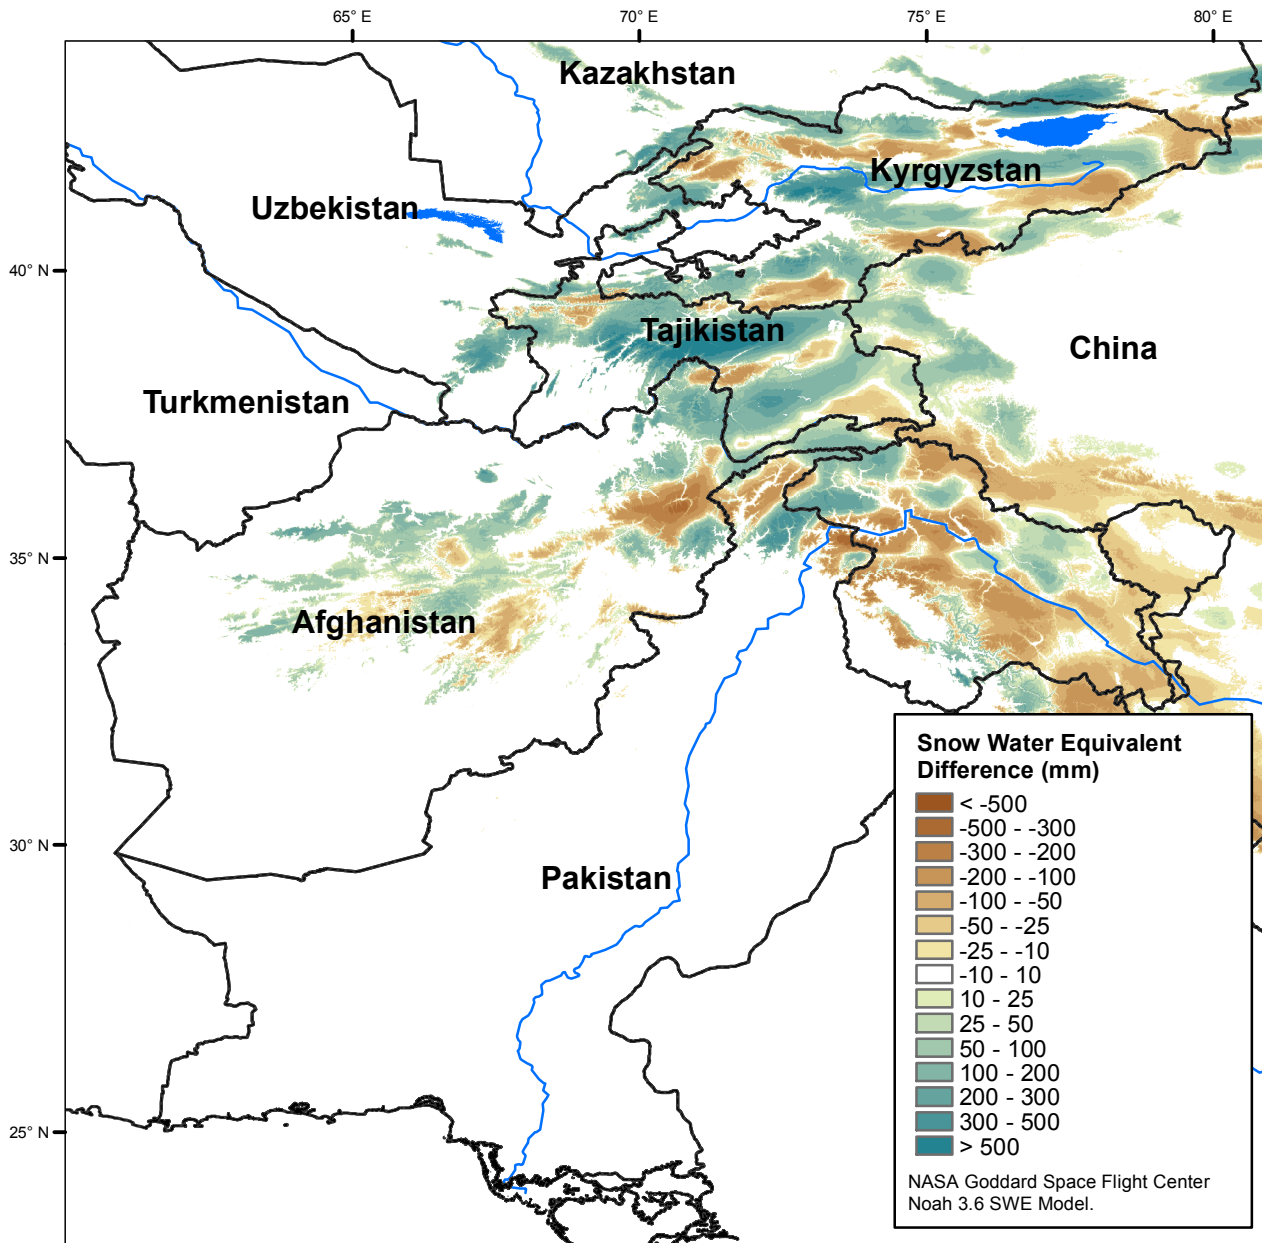 65° E
70° E
75° E
80° E
Kazakhstan
Kyrgyzstan
Uzbekistan
40° N
Tajikistan
China
Turkmenistan
35° N
Afghanistan
30° N
Pakistan
25° N
Snow Water Equivalent
Difference (mm)
< -500
-500 - -300
-300 - -200
-200 - -100
-100 - -50
-50 - -25
-25 - -10
-10 - 10
10 - 25
25 - 50
50 - 100
100 - 200
200 - 300
300 - 500
> 500
NASA Goddard Space Flight Center
Noah 3.6 SWE Model.